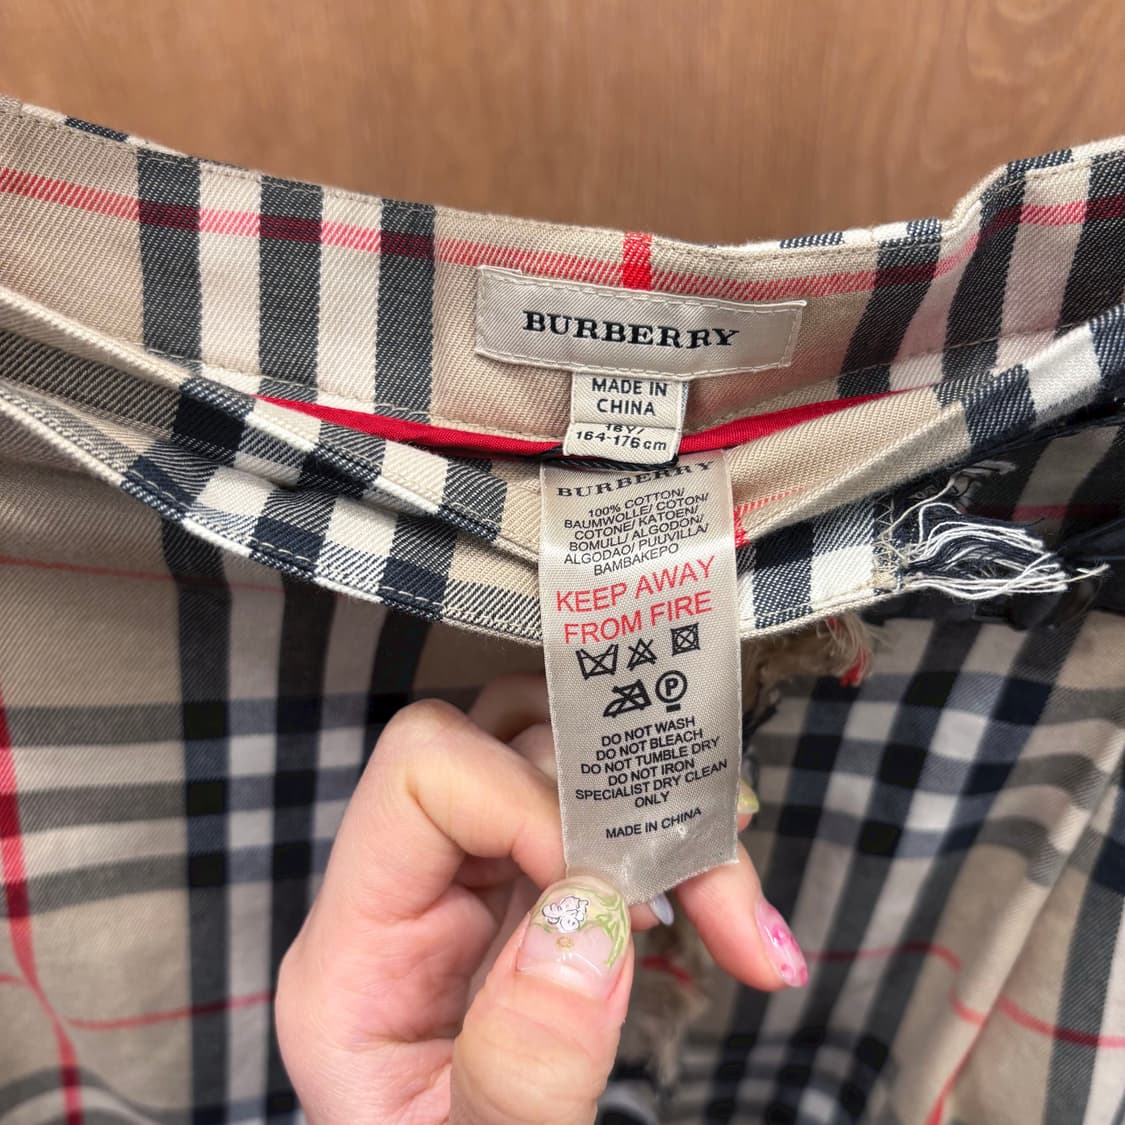 BURBERRY
MADE IN
CHINA
16Y/
164-176cm
BURBERRY
100% COTTON/
BAUMWOLLE/ COTON/
COTONE/ KATOEN/
BOMULL/ ALGODON/
ALGODAO/ PUUVILLA/
BAMBAKEPO
KEEP AWAY
FROM FIRE
P
DO NOT WASH
DO NOT BLEACH
DO NOT TUMBLE DRY
DO NOT IRON
SPECIALIST DRY CLEAN
ONLY
MADE IN CHINA